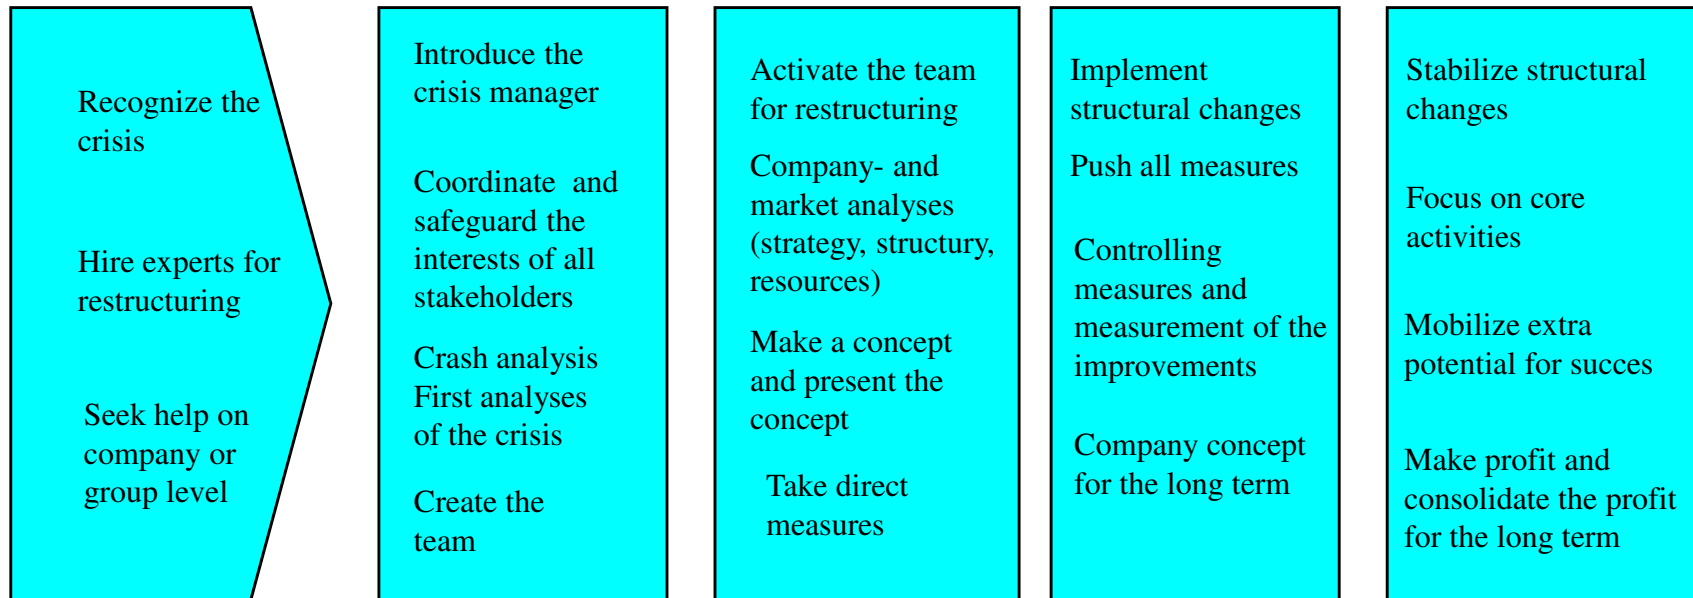 Recognize the
crisis
Hire experts for
restructuring
Seek help on
company or
group level
Introduce the
crisis manager
Coordinate  and
safeguard the
interests of all
stakeholders
Crash analysis
First analyses
of the crisis
Create the
team
Activate the team
for restructuring
Company- and
market analyses
(strategy, structury,
resources)
Make a concept
and present the
concept
Take direct
measures
Implement
structural changes
Push all measures
Controlling
measures and
measurement of the
improvements
Company concept
for the long term
Stabilize structural
changes
Focus on core
activities
Mobilize extra
potential for succes
Make profit and
consolidate the profit
for the long term